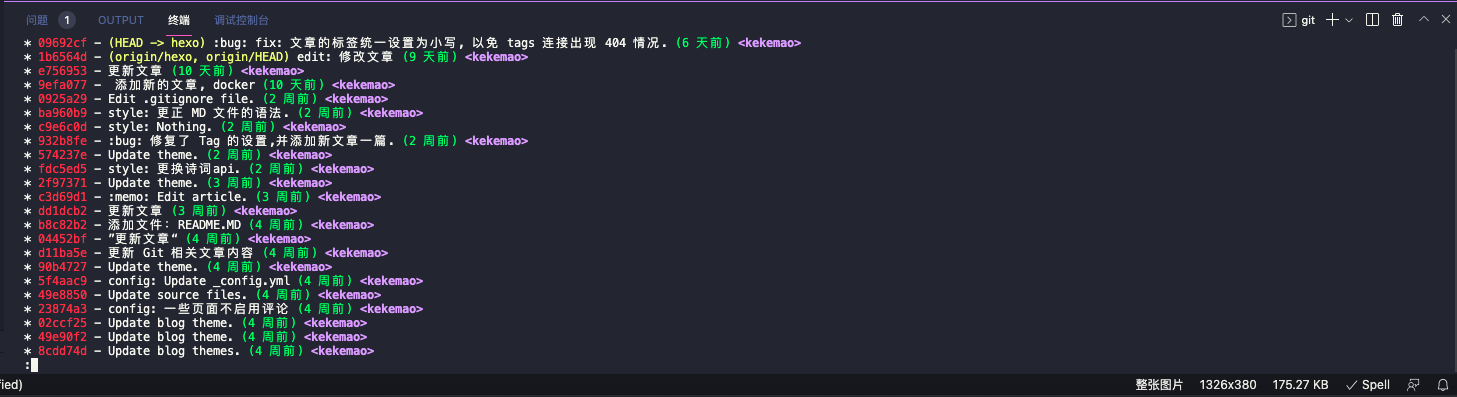 问题 1 OUTPUT 终端 调试控制台 git
* 09692cf - (HEAD -> hexo) :bug: fix: 文章的标签统一设置为小写, 以免 tags 连接出现 404 情况. (6 天前) <kekemao>
* 1b6564d - (origin/hexo, origin/HEAD) edit: 修改文章 (9 天前) <kekemao>
* e756953 - 更新文章 (10 天前) <kekemao>
* 9efa077 -  添加新的文章, docker (10 天前) <kekemao>
* 0925a29 - Edit .gitignore file. (2 周前) <kekemao>
* ba960b9 - style: 更正 MD 文件的语法. (2 周前) <kekemao>
* c9e6c0d - style: Nothing. (2 周前) <kekemao>
* 932b8fe - :bug: 修复了 Tag 的设置,并添加新文章一篇. (2 周前) <kekemao>
* 574237e - Update theme. (2 周前) <kekemao>
* fdc5ed5 - style: 更换诗词api. (2 周前) <kekemao>
* 2f97371 - Update theme. (3 周前) <kekemao>
* c3d69d1 - :memo: Edit article. (3 周前) <kekemao>
* dd1dcb2 - 更新文章 (3 周前) <kekemao>
* b8c82b2 - 添加文件: README.MD (4 周前) <kekemao>
* 04452bf - ”更新文章“ (4 周前) <kekemao>
* d11ba5e - 更新 Git 相关文章内容 (4 周前) <kekemao>
* 90b4727 - Update theme. (4 周前) <kekemao>
* 5f4aac9 - config: Update _config.yml (4 周前) <kekemao>
* 49e8850 - Update source files. (4 周前) <kekemao>
* 23874a3 - config: 一些页面不启用评论 (4 周前) <kekemao>
* 02ccf25 - Update blog theme. (4 周前) <kekemao>
* 49e90f2 - Update blog theme. (4 周前) <kekemao>
* 8cdd74d - Update blog themes. (4 周前) <kekemao>
:
fied) 整张图片 1326x380 175.27 KB Spell